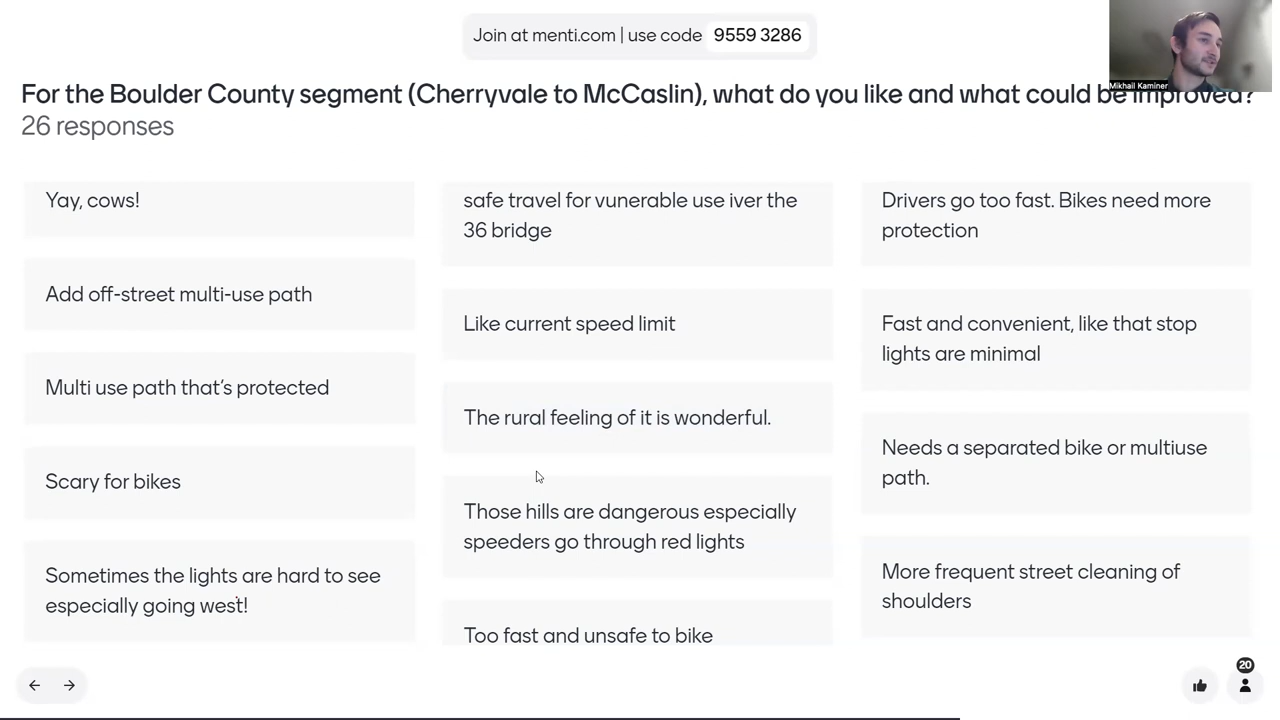 Join at menti.com | use code 9559 3286
Mikhail Kaminer
For the Boulder County segment (Cherryvale to McCaslin), what do you like and what could be improved?
26 responses
Yay, cows!
Add off-street multi-use path
Multi use path that's protected
Scary for bikes
Sometimes the lights are hard to see
especially going west!
safe travel for vunerable use iver the
36 bridge
Like current speed limit
The rural feeling of it is wonderful.
Those hills are dangerous especially
speeders go through red lights
Too fast and unsafe to bike
Drivers go too fast. Bikes need more
protection
Fast and convenient, like that stop
lights are minimal
Needs a separated bike or multiuse
path.
More frequent street cleaning of
shoulders
20